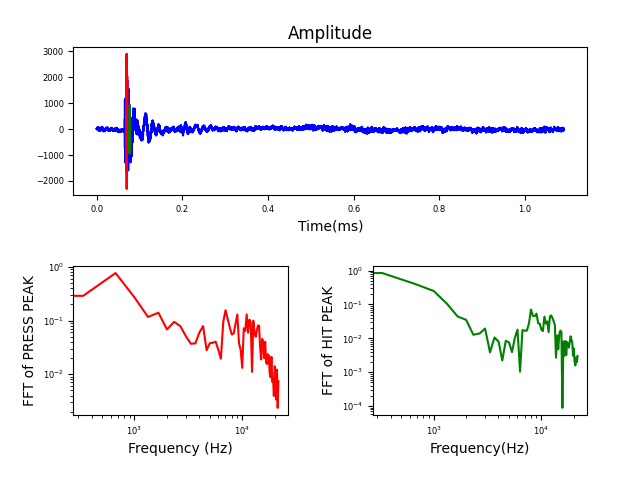 Amplitude
3000
2000
1000
0
−1000
−2000
0.0 0.2 0.4 0.6 0.8 1.0
Time(ms)
FFT of PRESS PEAK
10⁰
10⁻¹
10⁻²
10³ 10⁴
Frequency (Hz)
FFT of HIT PEAK
10⁰
10⁻¹
10⁻²
10⁻³
10⁻⁴
10³ 10⁴
Frequency(Hz)